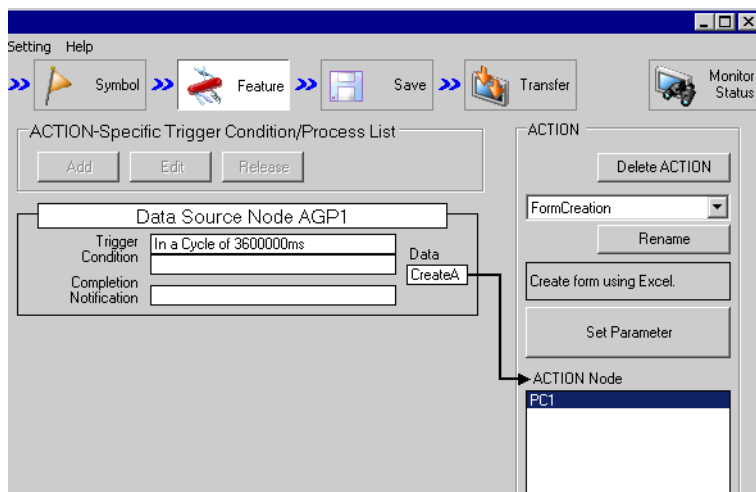 Setting Help
Symbol
Feature
Save
Transfer
Monitor
Status
ACTION-Specific Trigger Condition/Process List
Add Edit Release
Data Source Node AGP1
Trigger
Condition
In a Cycle of 3600000ms
Data
CreateA
Completion
Notification
ACTION
Delete ACTION
FormCreation
Rename
Create form using Excel.
Set Parameter
ACTION Node
PC1